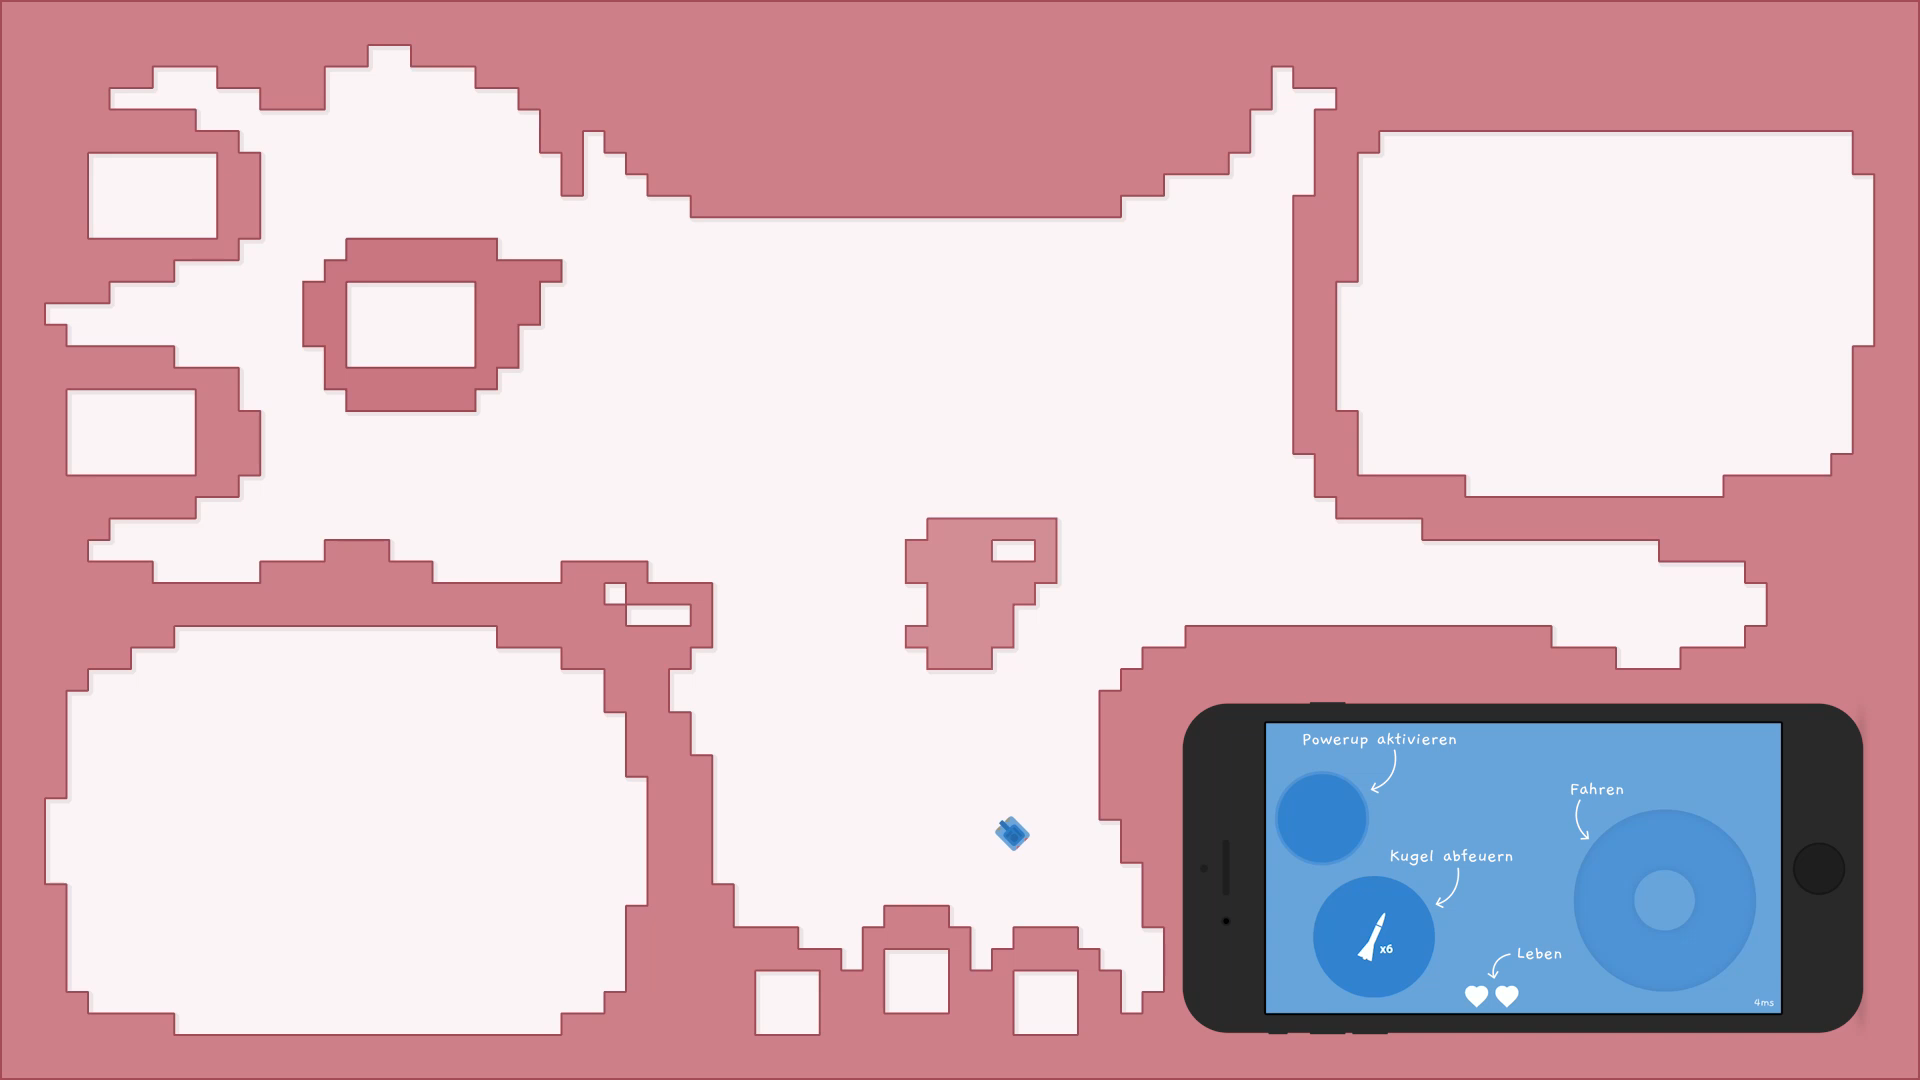 Powerup aktivieren
Fahren
Kugel abfeuern
x6
Leben
4ms